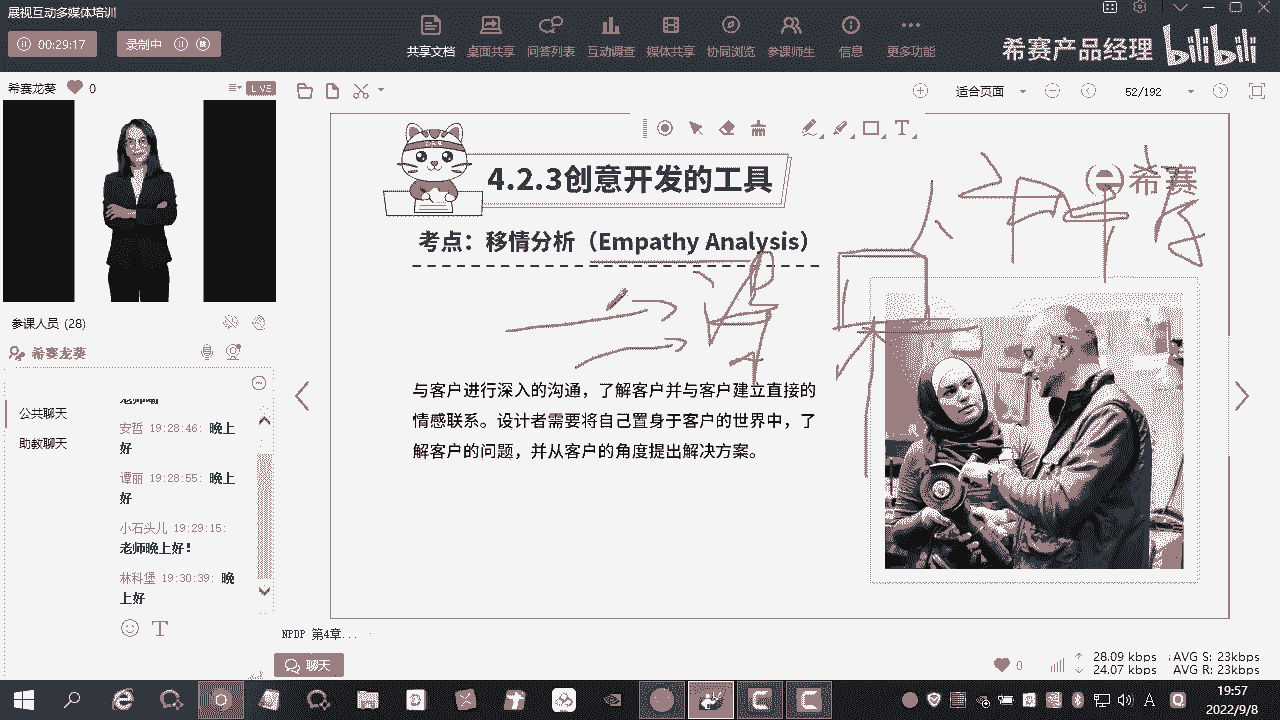 展视互动多媒体培训
00:29:17
录制中
共享文档
桌面共享
问答列表
互动调查
媒体共享
协同浏览
参课师生
信息
更多功能
希赛产品经理
bilibili
希赛龙葵
0
LIVE
适合页面
52/192
参课人员 (28)
希赛龙葵
公共聊天
助教聊天
安哲 19:28:46: 晚上
好
谭丽 19:28:55: 晚上
好
小石头儿 19:29:15:
老师晚上好!
林科堡 19:30:39: 晚
上好
T
4.2.3创意开发的工具
希赛
考点：移情分析（Empathy Analysis）
与客户进行深入的沟通，了解客户并与客户建立直接的
情感联系。设计者需要将自己置身于客户的世界中，了
解客户的问题，并从客户的角度提出解决方案。
NPDP 第4章...
聊天
0
28.09 kbps
AVG S: 23kbps
24.07 kbps
AVG R: 23kbps
19:57
2022/9/8